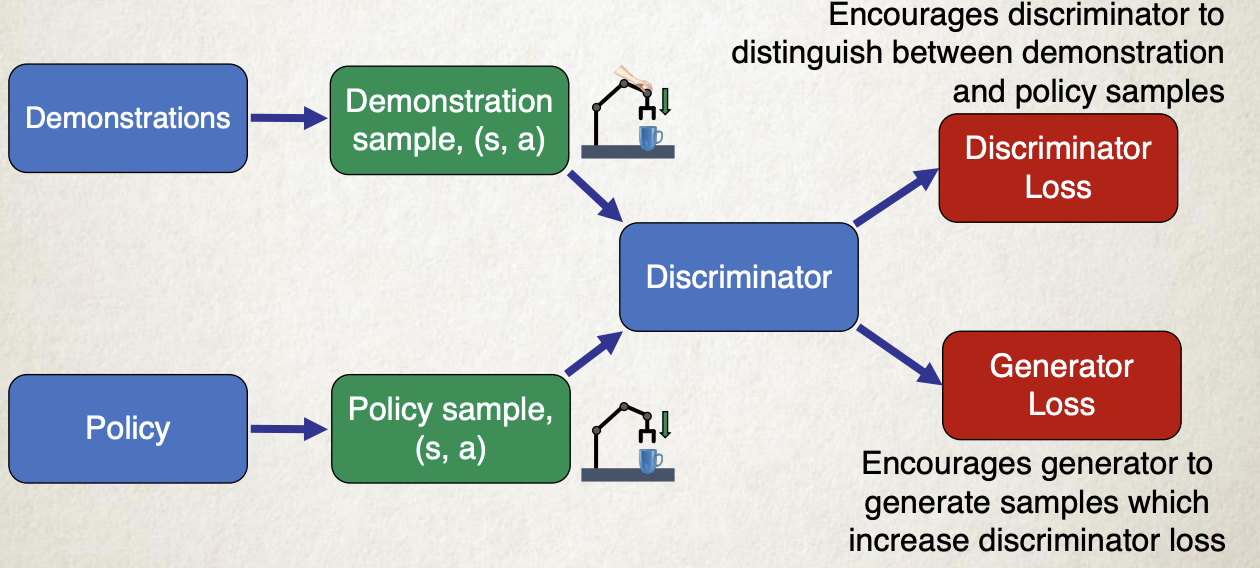 Encourages discriminator to
distinguish between demonstration
and policy samples
Demonstrations
Demonstration
sample, (s, a)
Discriminator
Loss
Discriminator
Policy
Policy sample,
(s, a)
Generator
Loss
Encourages generator to
generate samples which
increase discriminator loss